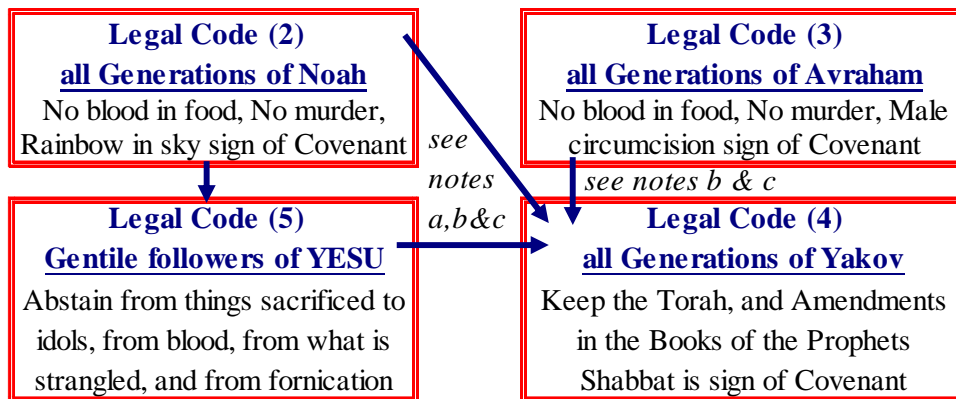 Legal Code (2)
all Generations of Noah
No blood in food, No murder,
Rainbow in sky sign of Covenant
Legal Code (3)
all Generations of Avraham
No blood in food, No murder, Male
circumcision sign of Covenant
see
notes
a,b&c
see notes b & c
Legal Code (5)
Gentile followers of YESU
Abstain from things sacrificed to
idols, from blood, from what is
strangled, and from fornication
Legal Code (4)
all Generations of Yakov
Keep the Torah, and Amendments
in the Books of the Prophets
Shabbat is sign of Covenant